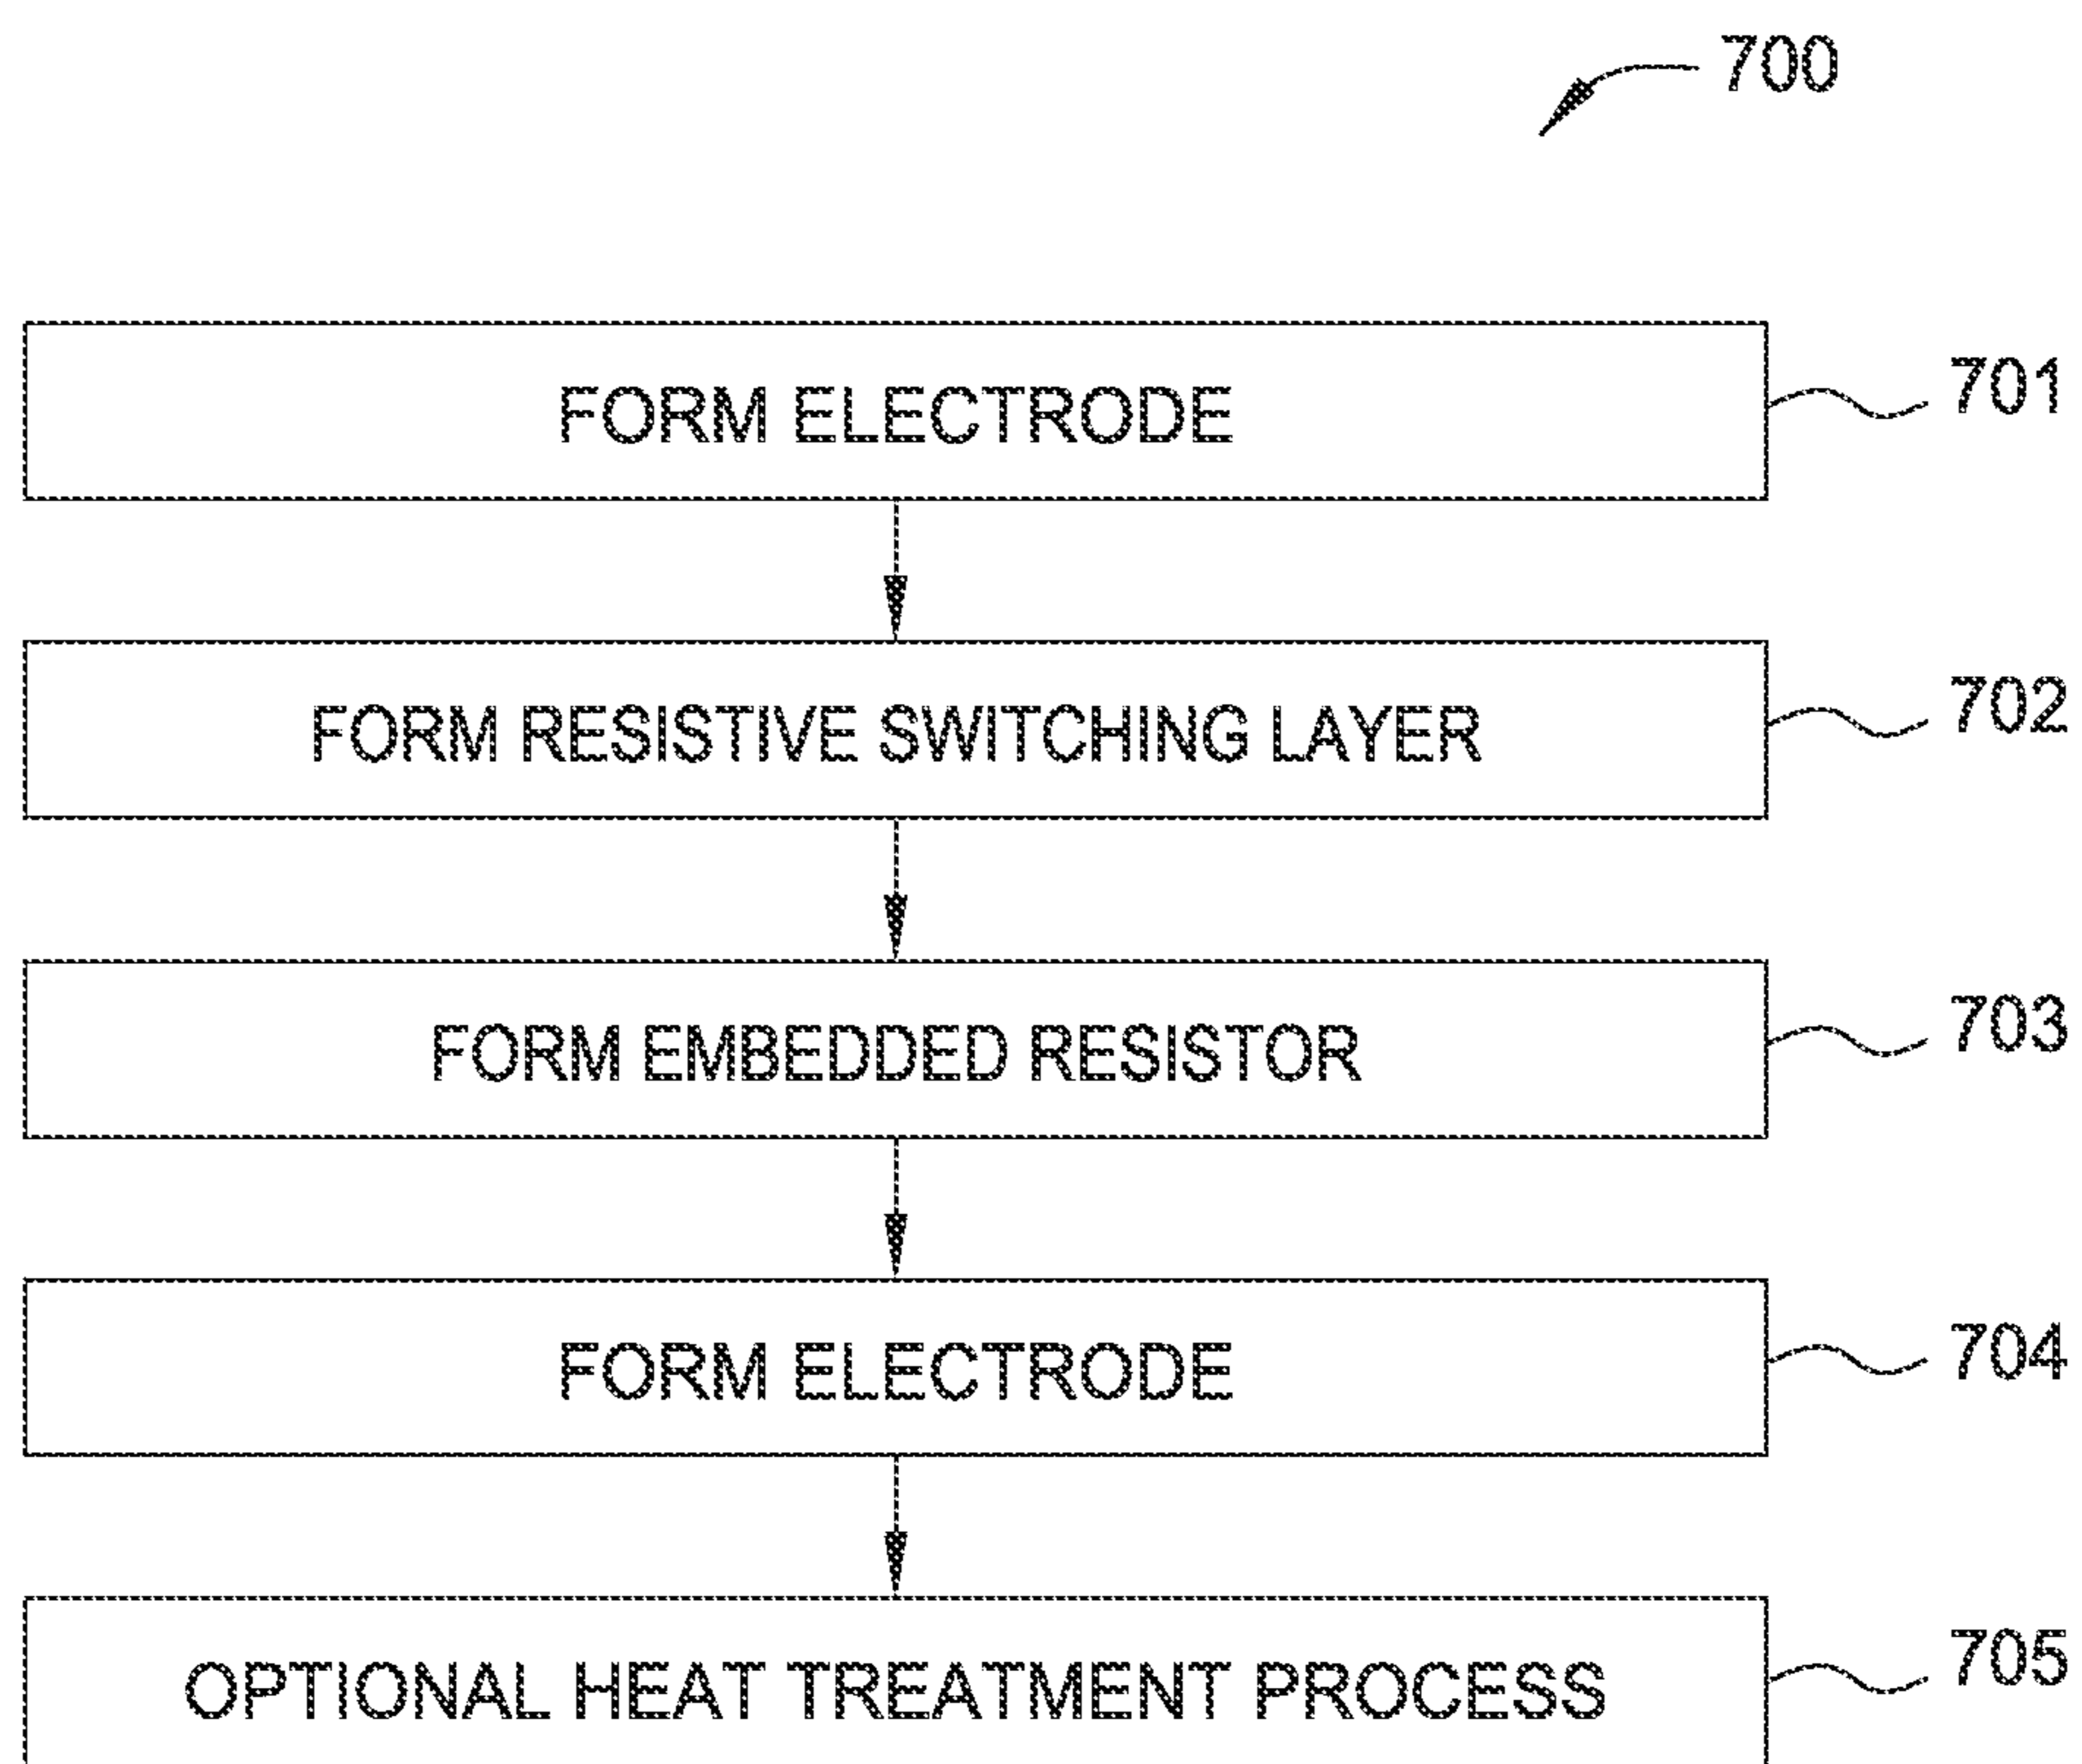 700
FORM ELECTRODE
701
FORM RESISTIVE SWITCHING LAYER
702
FORM EMBEDDED RESISTOR
703
FORM ELECTRODE
704
OPTIONAL HEAT TREATMENT PROCESS
705